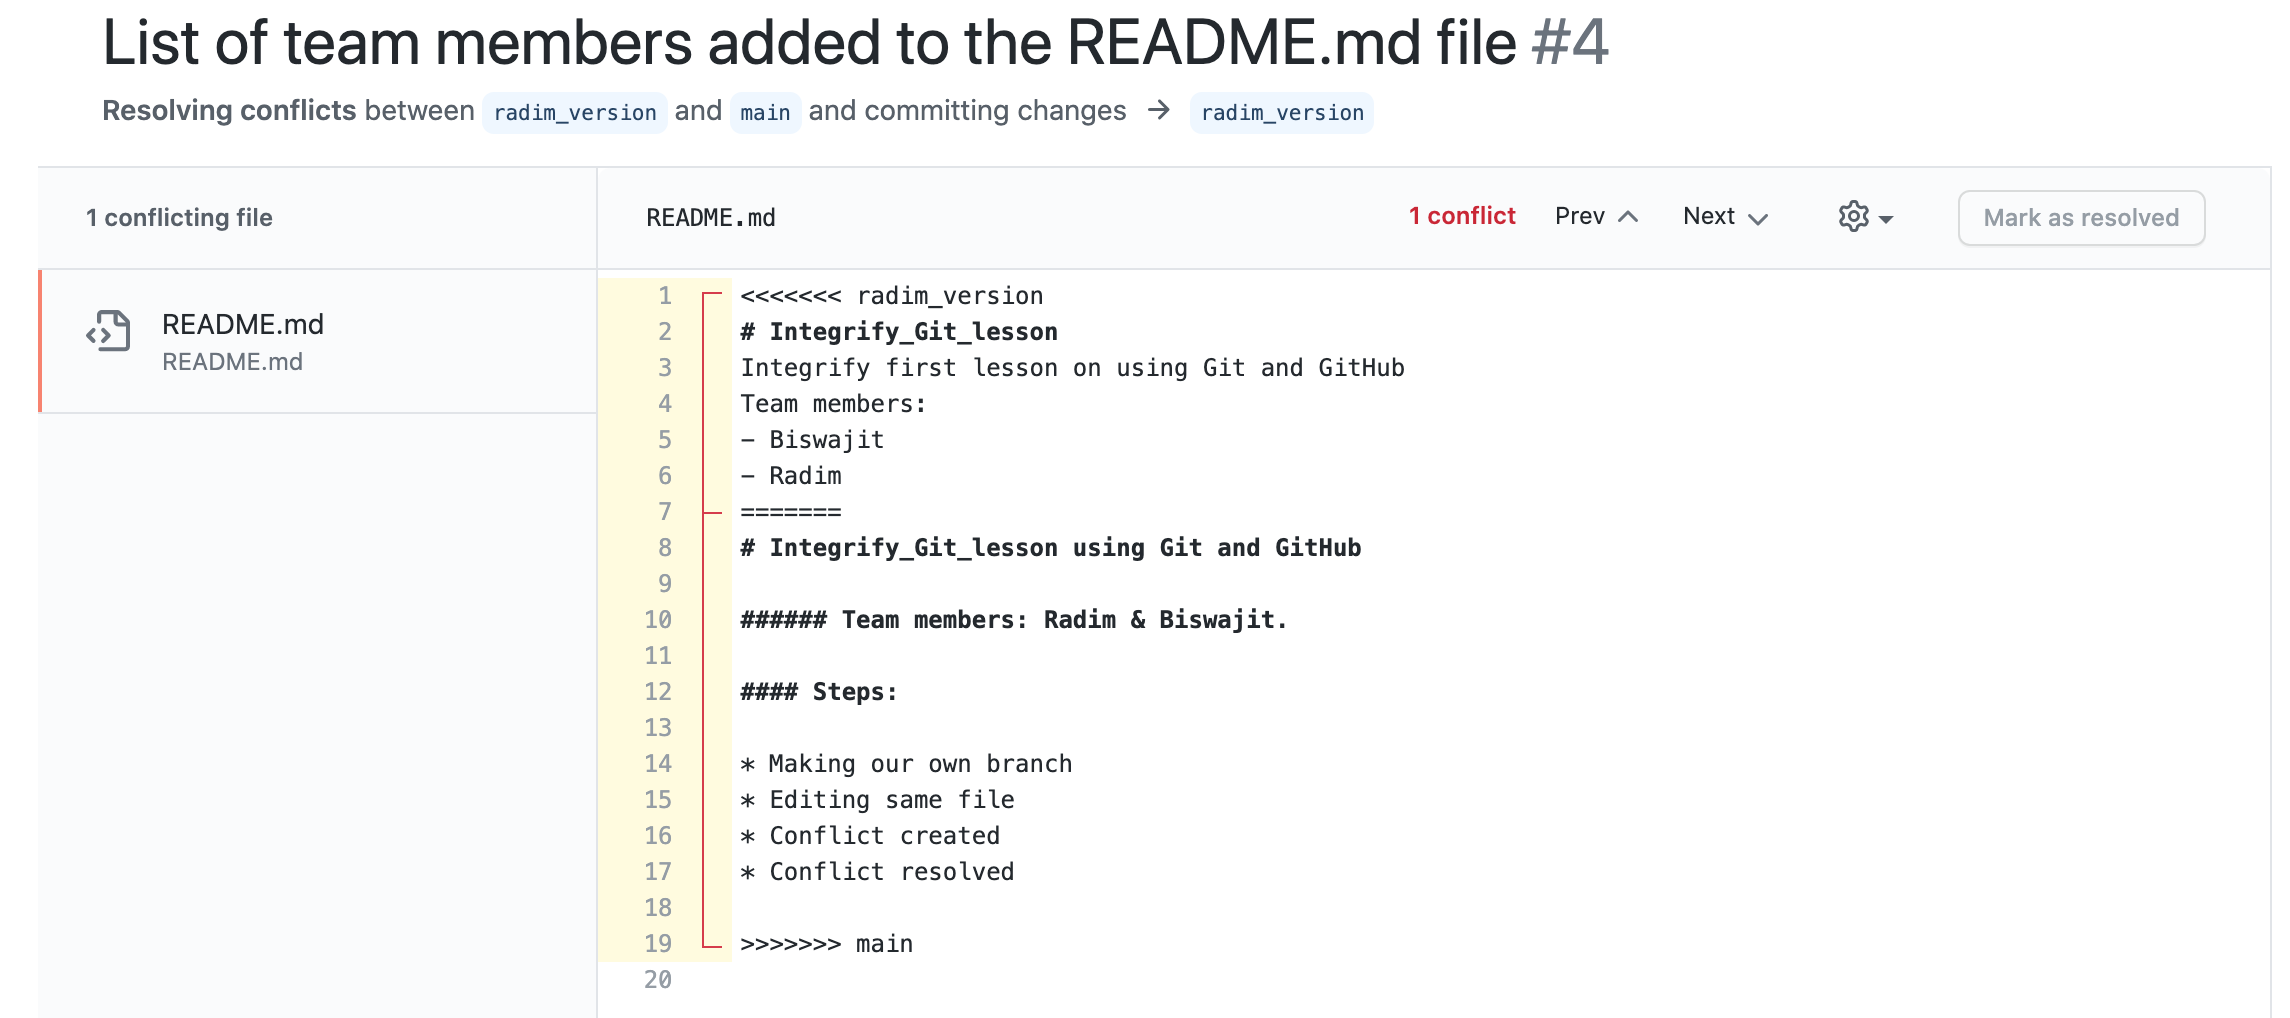 List of team members added to the README.md file #4
Resolving conflicts between radim_version and main and committing changes → radim_version
1 conflicting file
README.md
1 conflict
Prev
Next
Mark as resolved
README.md
README.md
1 <<<<<<< radim_version
2 # Integrify_Git_lesson
3 Integrify first lesson on using Git and GitHub
4 Team members:
5 - Biswajit
6 - Radim
7 =======
8 # Integrify_Git_lesson using Git and GitHub
9
10 ###### Team members: Radim & Biswajit.
11
12 #### Steps:
13
14 * Making our own branch
15 * Editing same file
16 * Conflict created
17 * Conflict resolved
18
19 >>>>>>> main
20